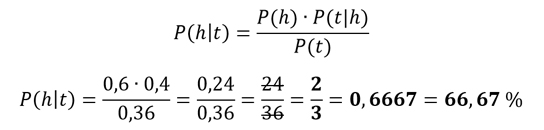 P(h|t) = P(h) · P(t|h) / P(t)
P(h|t) = 0,6 · 0,4 / 0,36 = 0,24 / 0,36 = 24 / 36 = 2 / 3 = 0,6667 = 66,67 %